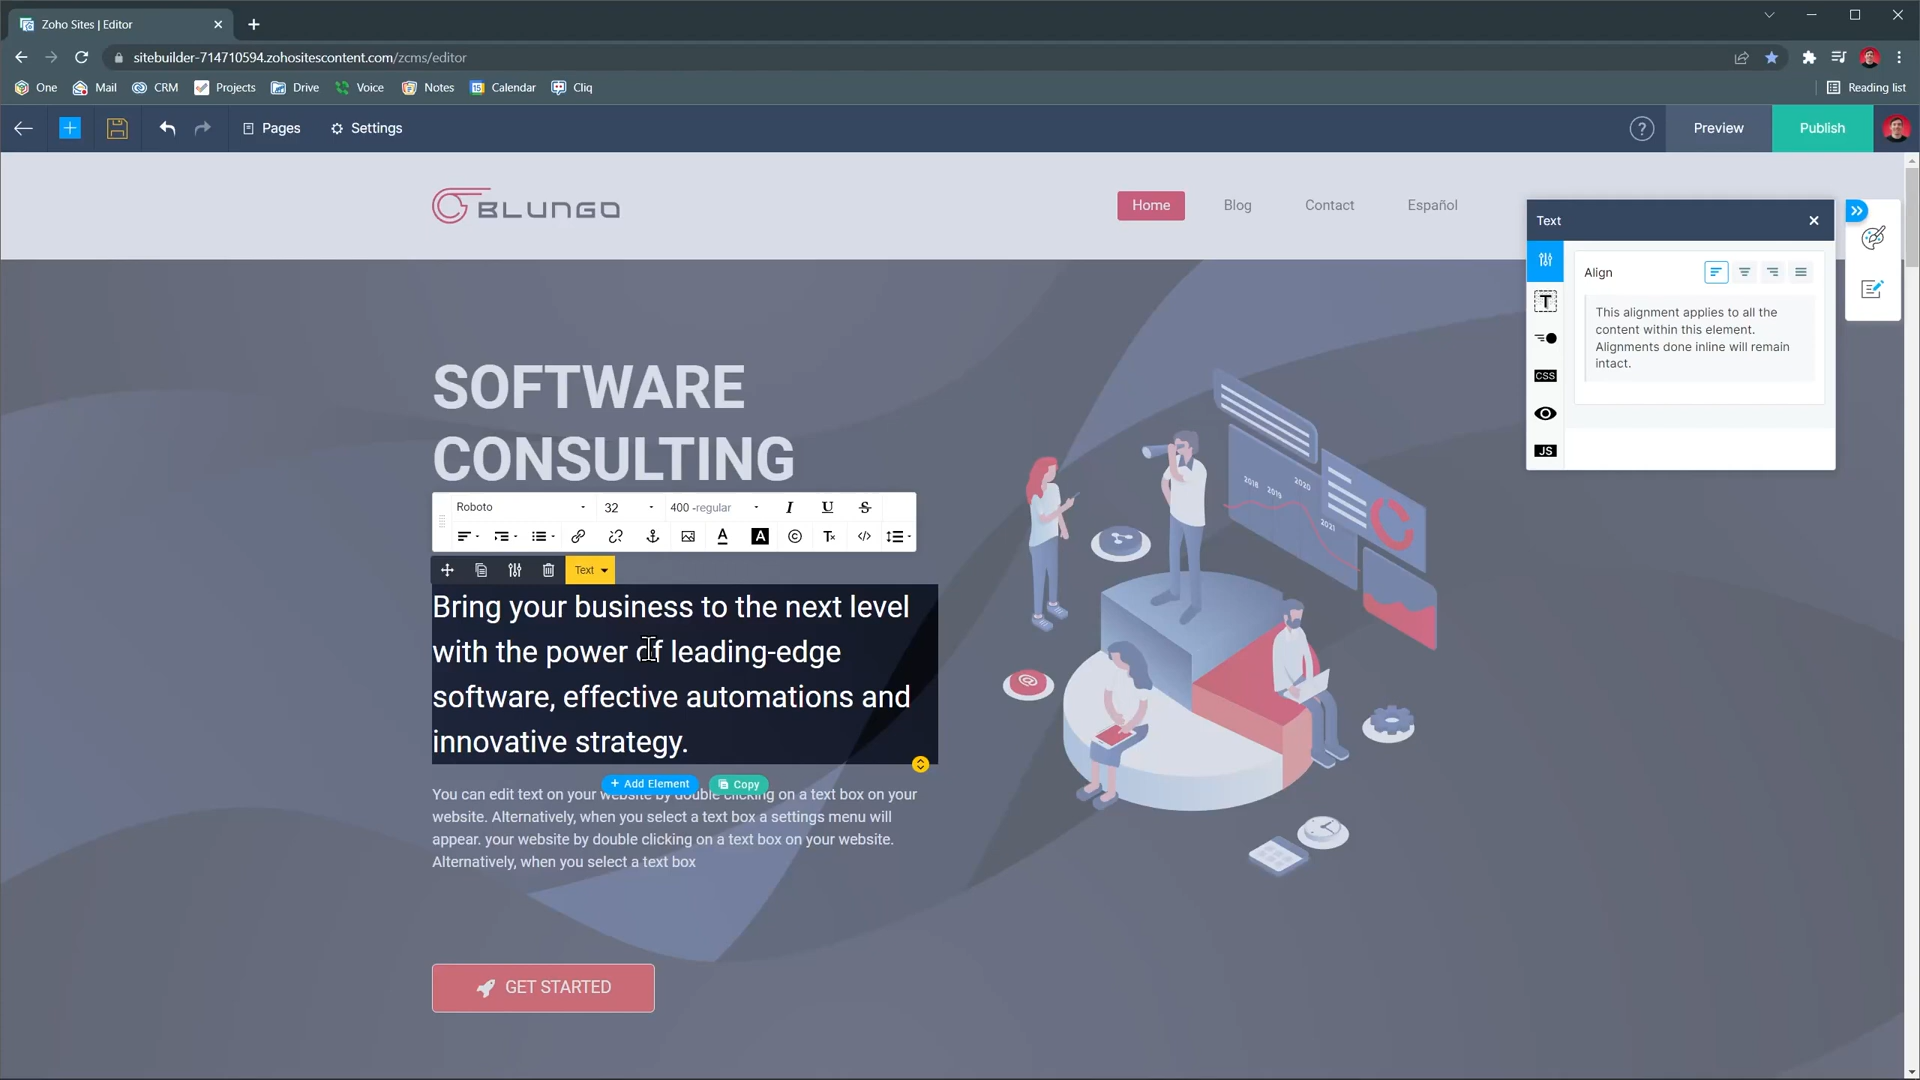 Zoho Sites | Editor
sitebuilder-714710594.zohositescontent.com/zcms/editor
One Mail CRM Projects Drive Voice Notes Calendar Cliq Reading list
Pages Settings Preview Publish
BLUNGO
Home Blog Contact Español
Text
Align
This alignment applies to all the
content within this element.
Alignments done inline will remain
intact.
CSS
JS
SOFTWARE
CONSULTING
Roboto 32 400 -regular
Text
Bring your business to the next level
with the power of leading-edge
software, effective automations and
innovative strategy.
+ Add Element Copy
You can edit text on your website by double clicking on a text box on your
website. Alternatively, when you select a text box a settings menu will
appear. your website by double clicking on a text box on your website.
Alternatively, when you select a text box
GET STARTED
2018 2019 2020
2021